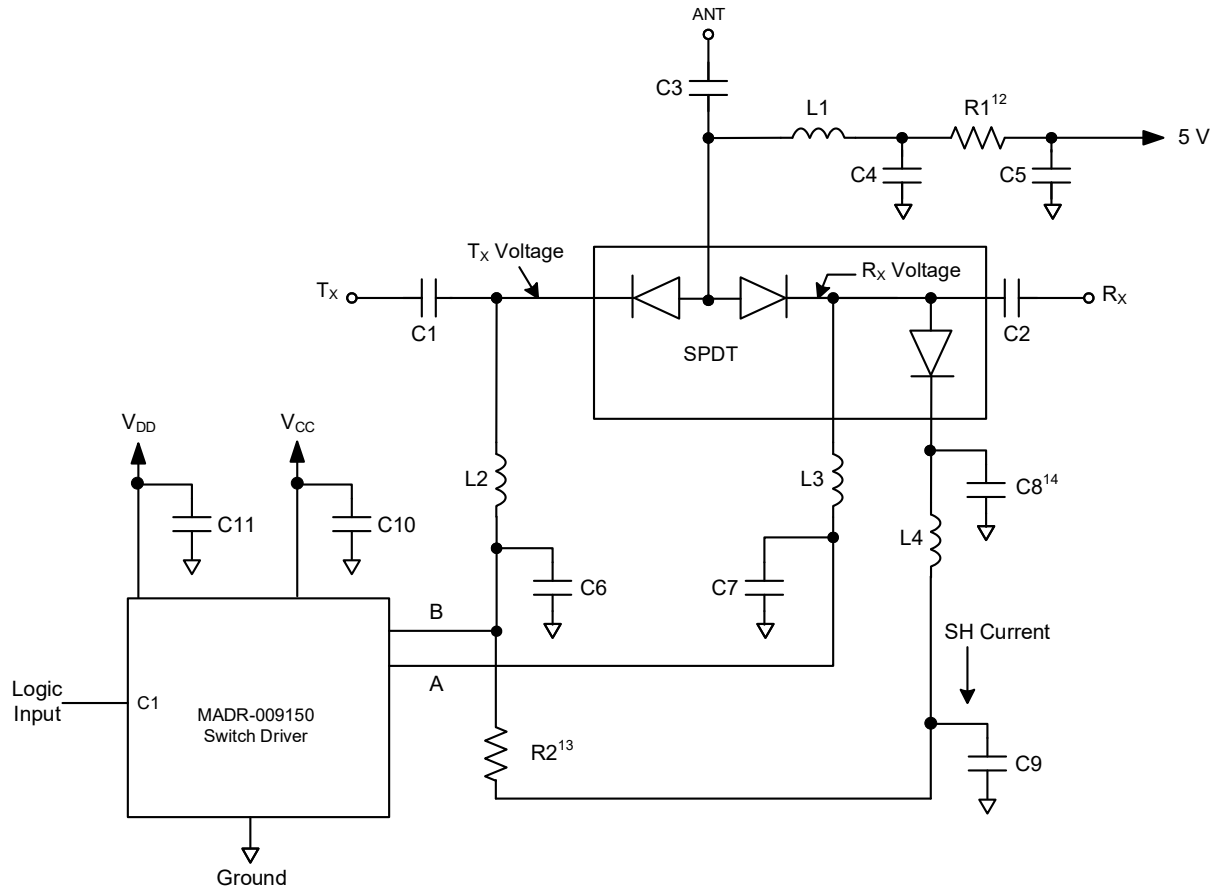 ANT
C3
L1
R1¹²
5 V
C4
C5
Tₓ Voltage
Rₓ Voltage
Tₓ
Rₓ
C1
C2
SPDT
V_DD
V_CC
L2
L3
C8¹⁴
C11
C10
L4
C6
C7
B
SH Current
A
Logic
Input
C1
MADR-009150
Switch Driver
R2¹³
C9
Ground